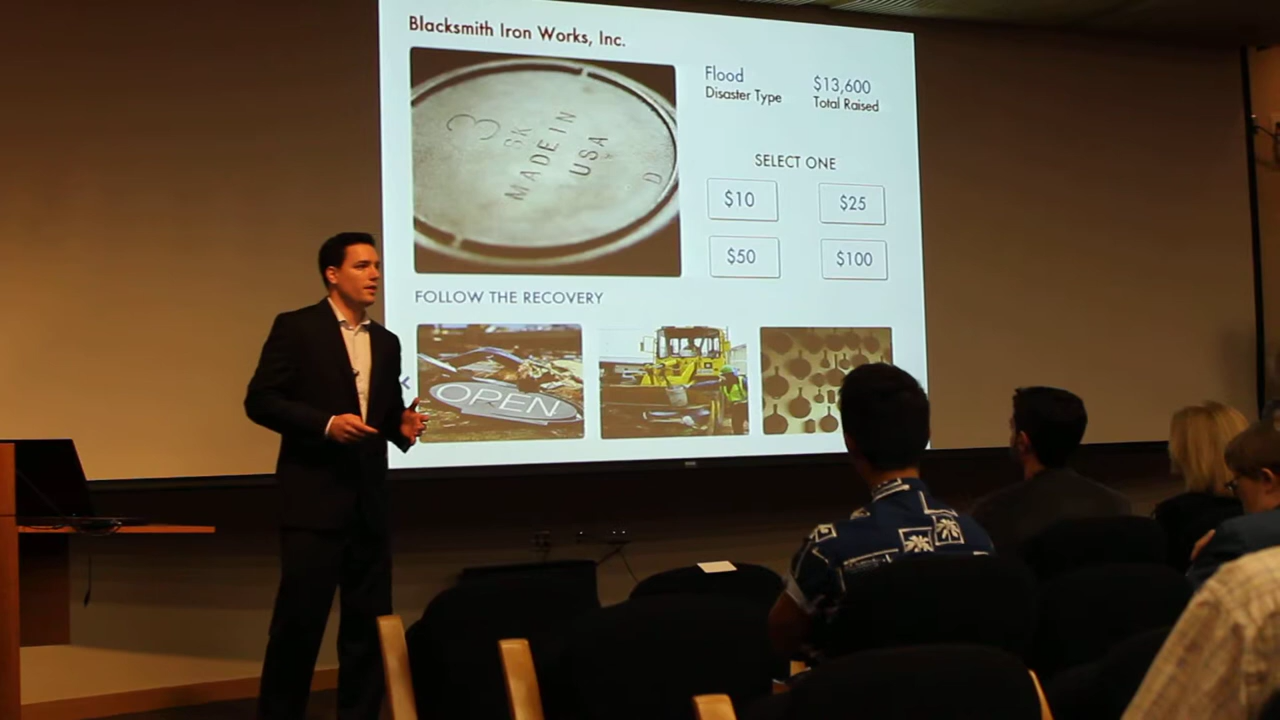 Blacksmith Iron Works, Inc.
Flood
Disaster Type
$13,600
Total Raised
3
SK
MADE IN
USA
D
SELECT ONE
$10
$25
$50
$100
FOLLOW THE RECOVERY
OPEN